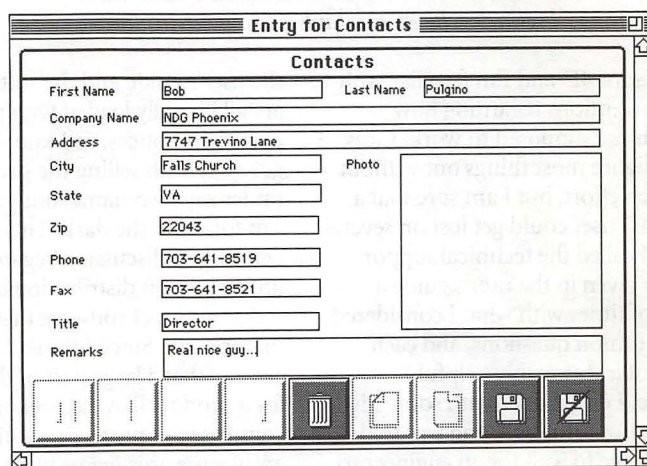 Entry for Contacts
Contacts
First Name Bob Last Name Pulgino
Company Name NDG Phoenix
Address 7747 Trevino Lane
City Falls Church Photo
State VA
Zip 22043
Phone 703-641-8519
Fax 703-641-8521
Title Director
Remarks Real nice guy...